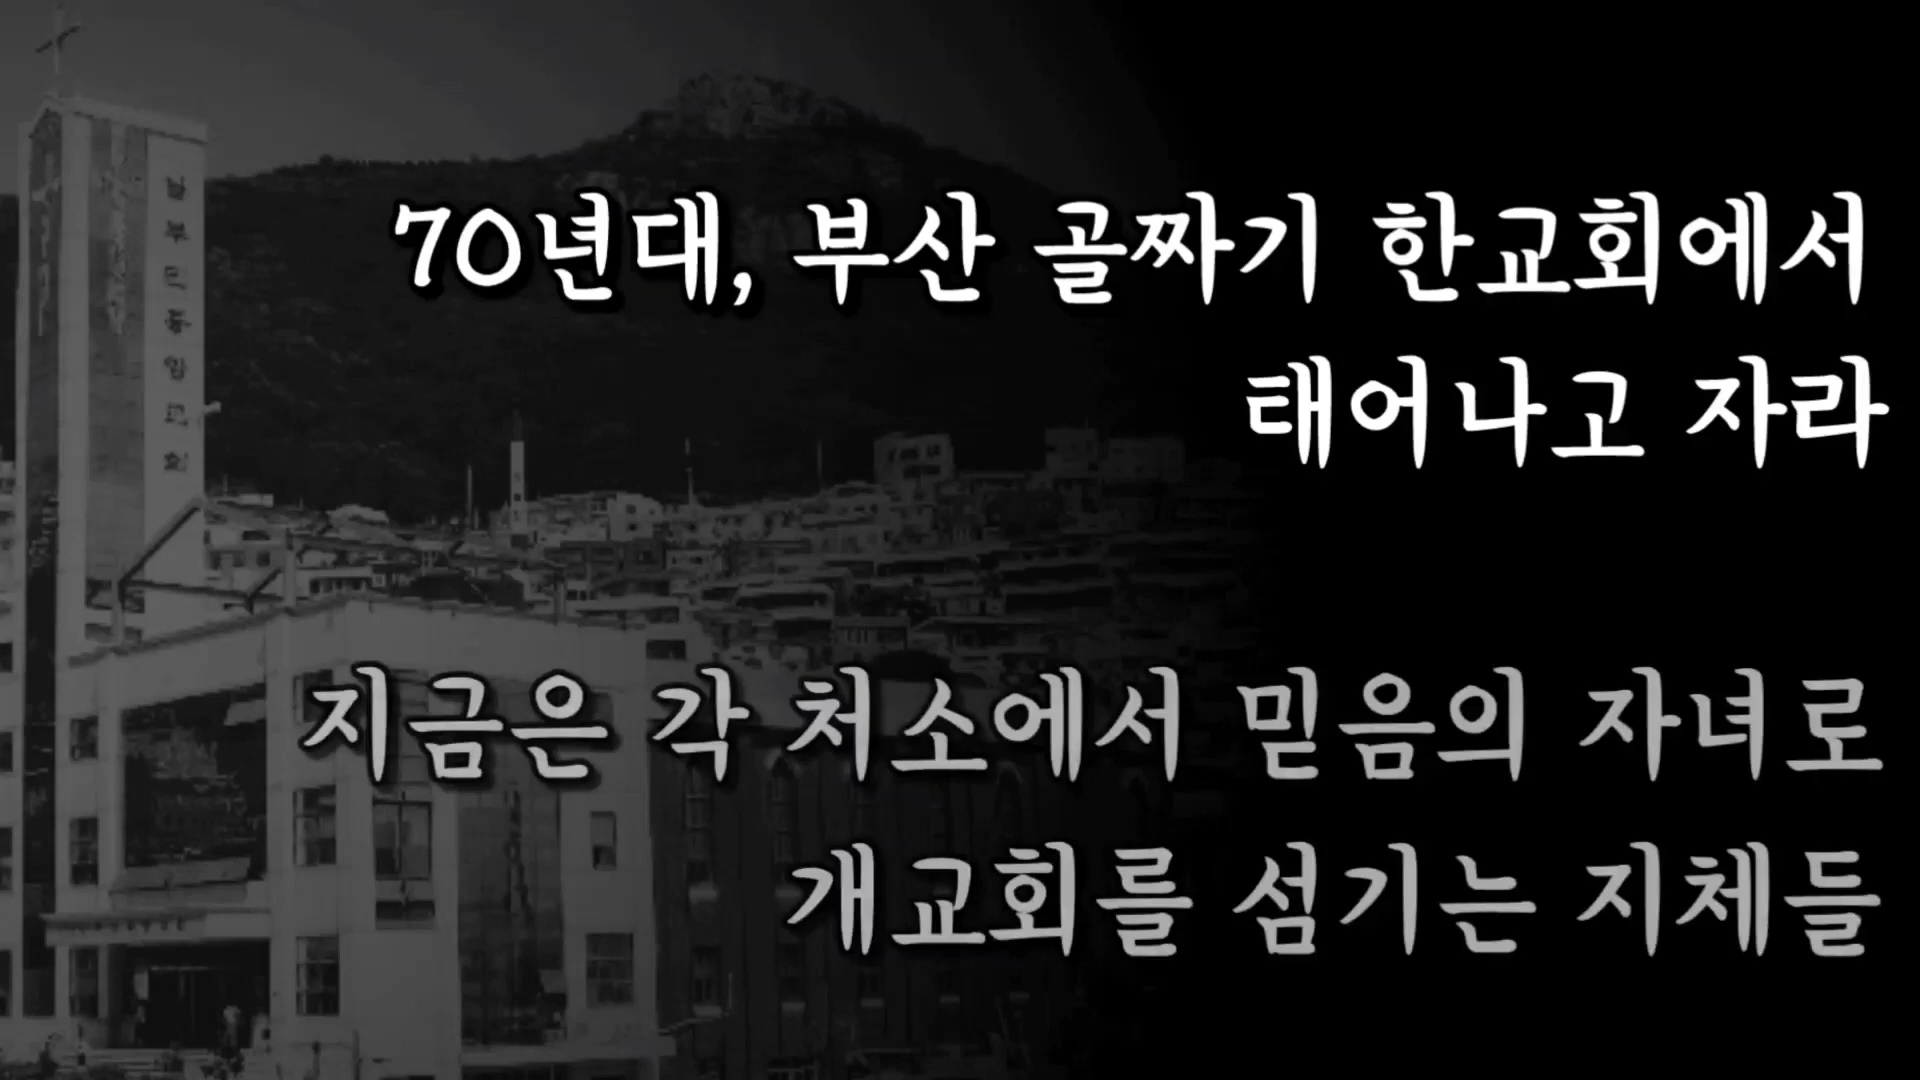 70년대, 부산 골짜기 한교회에서
태어나고 자라
지금은 각 처소에서 믿음의 자녀로
개교회를 섬기는 지체들